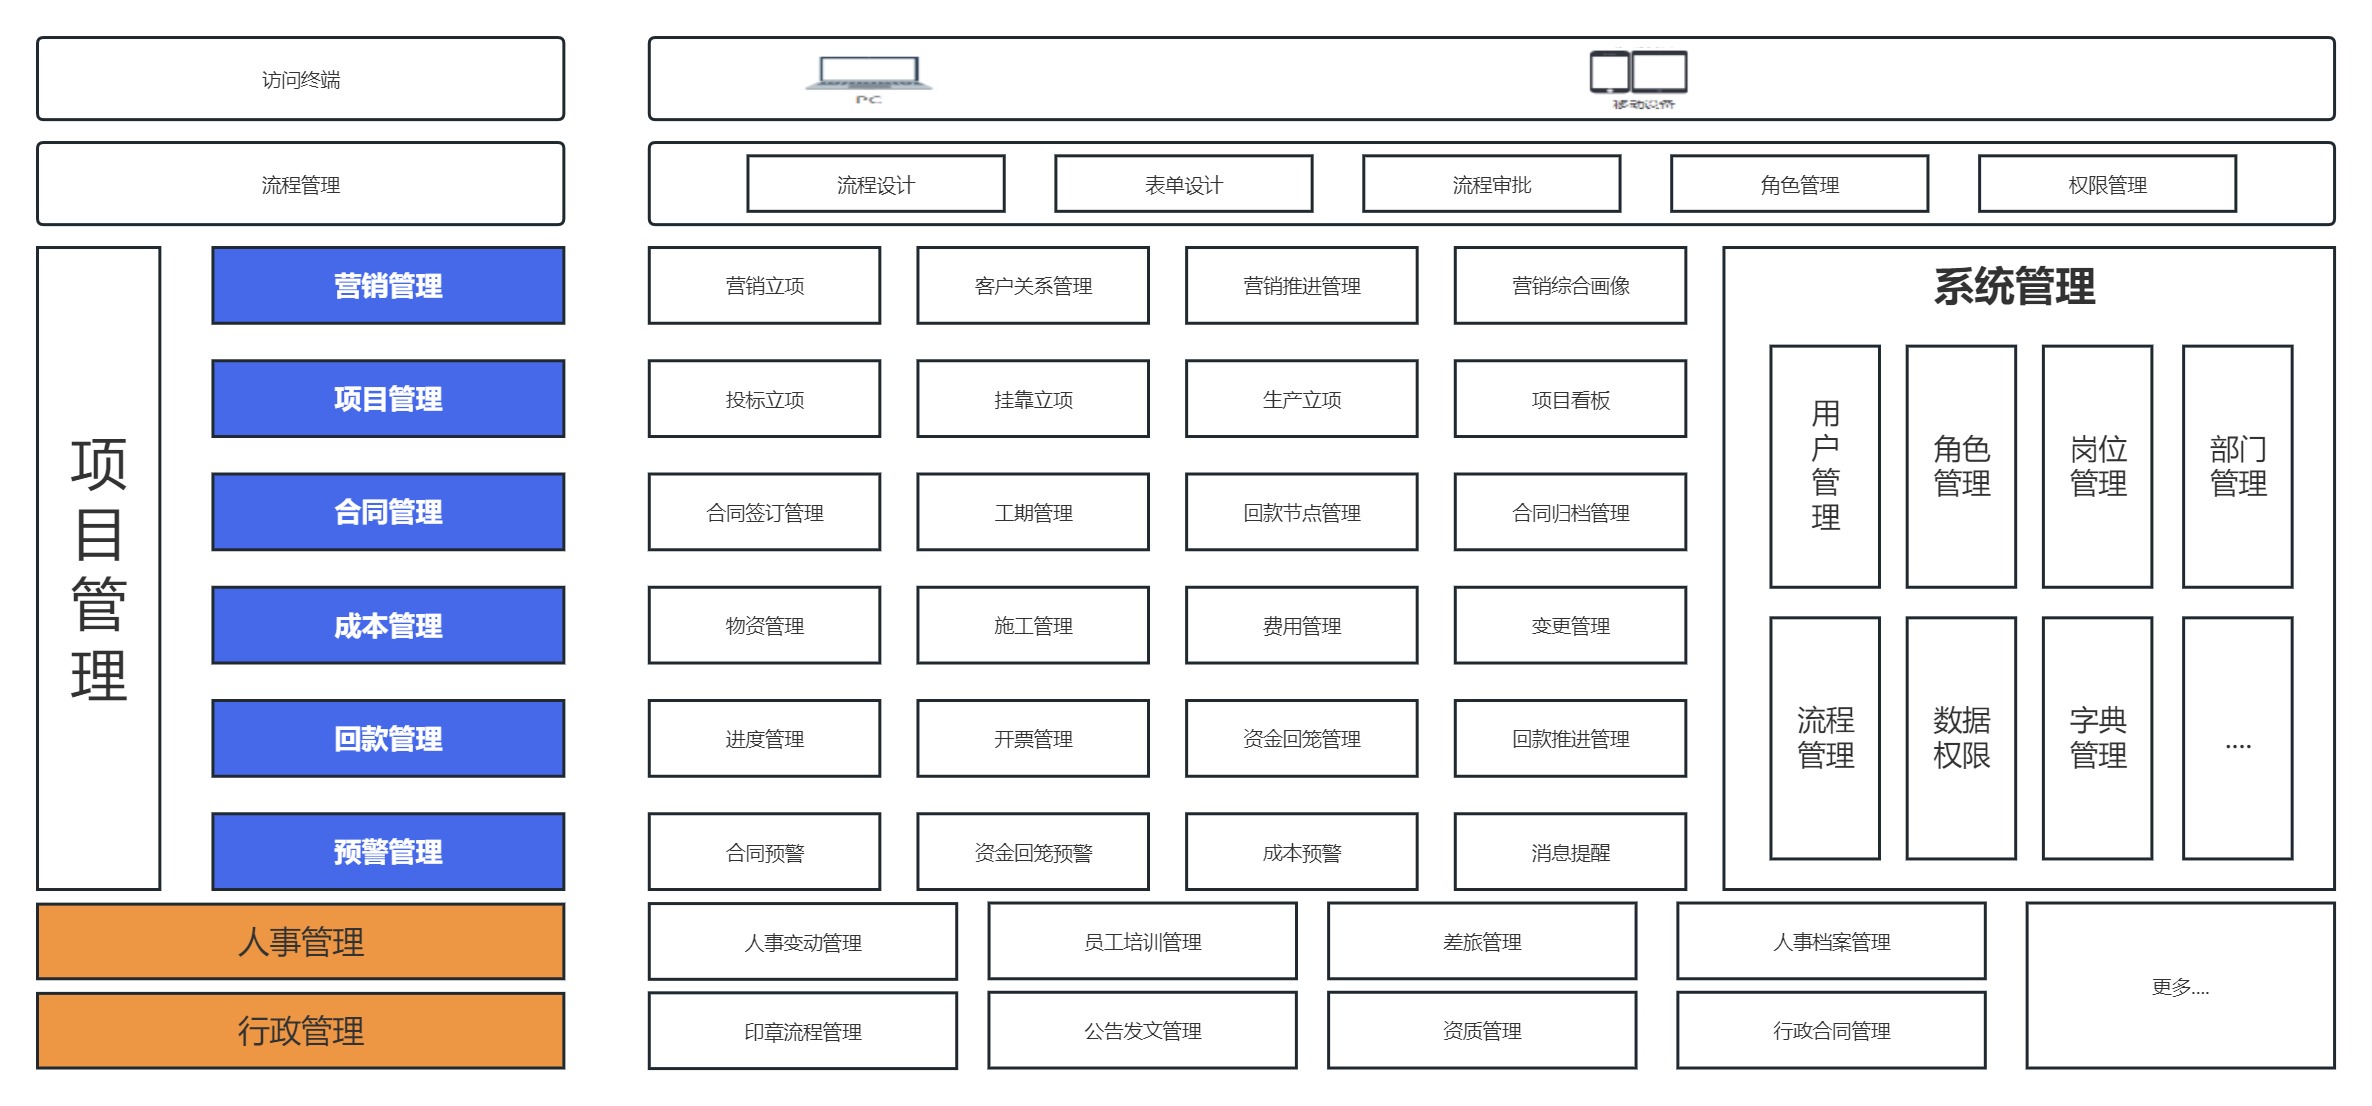 访问终端
PC
移动设备
流程管理
流程设计
表单设计
流程审批
角色管理
权限管理
项目管理
营销管理
营销立项
客户关系管理
营销推进管理
营销综合画像
项目管理
投标立项
挂靠立项
生产立项
项目看板
合同管理
合同签订管理
工期管理
回款节点管理
合同归档管理
成本管理
物资管理
施工管理
费用管理
变更管理
回款管理
进度管理
开票管理
资金回笼管理
回款推进管理
预警管理
合同预警
资金回笼预警
成本预警
消息提醒
系统管理
用户管理
角色
管理
岗位
管理
部门
管理
流程
管理
数据
权限
字典
管理
....
人事管理
人事变动管理
员工培训管理
差旅管理
人事档案管理
行政管理
印章流程管理
公告发文管理
资质管理
行政合同管理
更多....